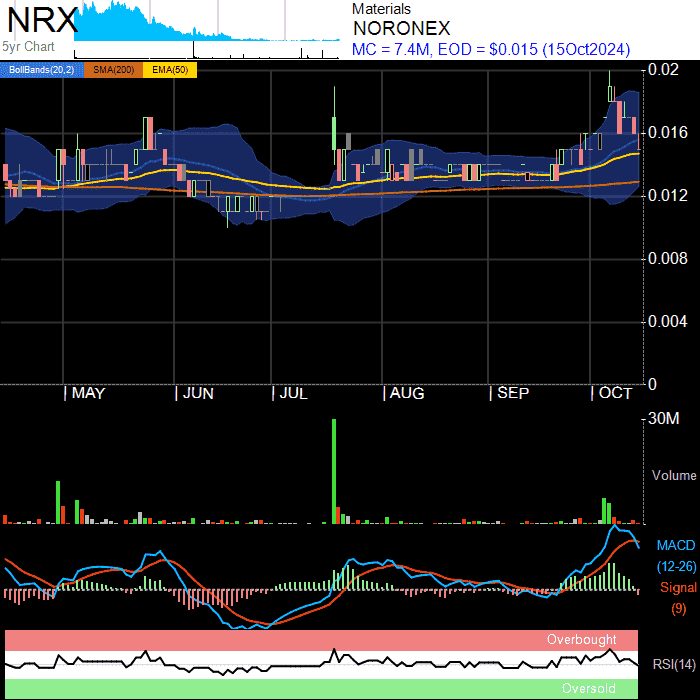 NRX
5yr Chart
Materials
NORONEX
MC = 7.4M, EOD = $0.015 (15Oct2024)
BollBands(20,2) SMA(200) EMA(50)
0.02
0.016
0.012
0.008
0.004
0
MAY JUN JUL AUG SEP OCT
30M
Volume
MACD
(12-26)
Signal
(9)
Overbought
RSI(14)
Oversold